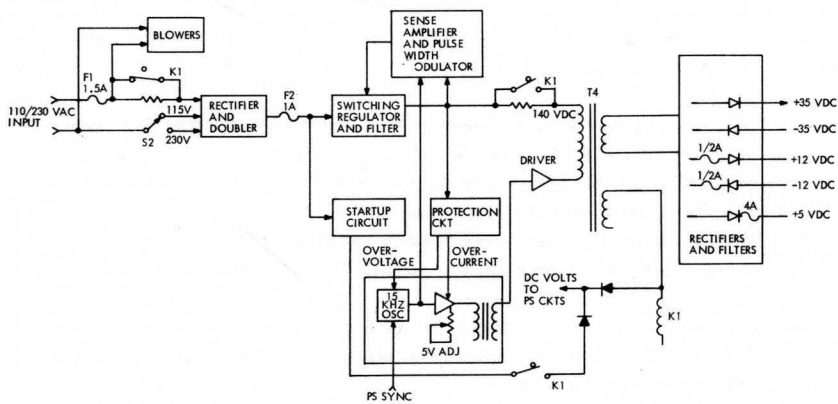 BLOWERS
SENSE
AMPLIFIER
AND PULSE
WIDTH
ODULATOR
F1
1.5A
K1
110/230 VAC
INPUT
115V
S2
230V
RECTIFIER
AND
DOUBLER
F2
1A
SWITCHING
REGULATOR
AND FILTER
K1
140 VDC
T4
DRIVER
+35 VDC
-35 VDC
1/2A
+12 VDC
1/2A
-12 VDC
4A
+5 VDC
RECTIFIERS
AND FILTERS
STARTUP
CIRCUIT
PROTECTION
CKT
OVER-
VOLTAGE
OVER-
CURRENT
15
KHZ
OSC
5V ADJ
PS SYNC
DC VOLTS
TO
PS CKTS
K1
K1